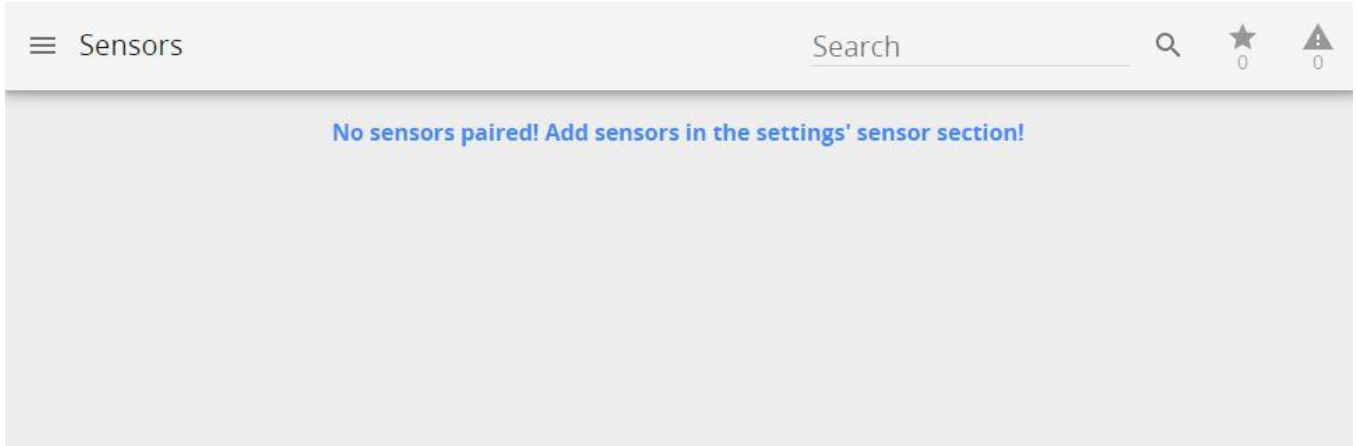 Sensors
Search
0
0
No sensors paired! Add sensors in the settings' sensor section!